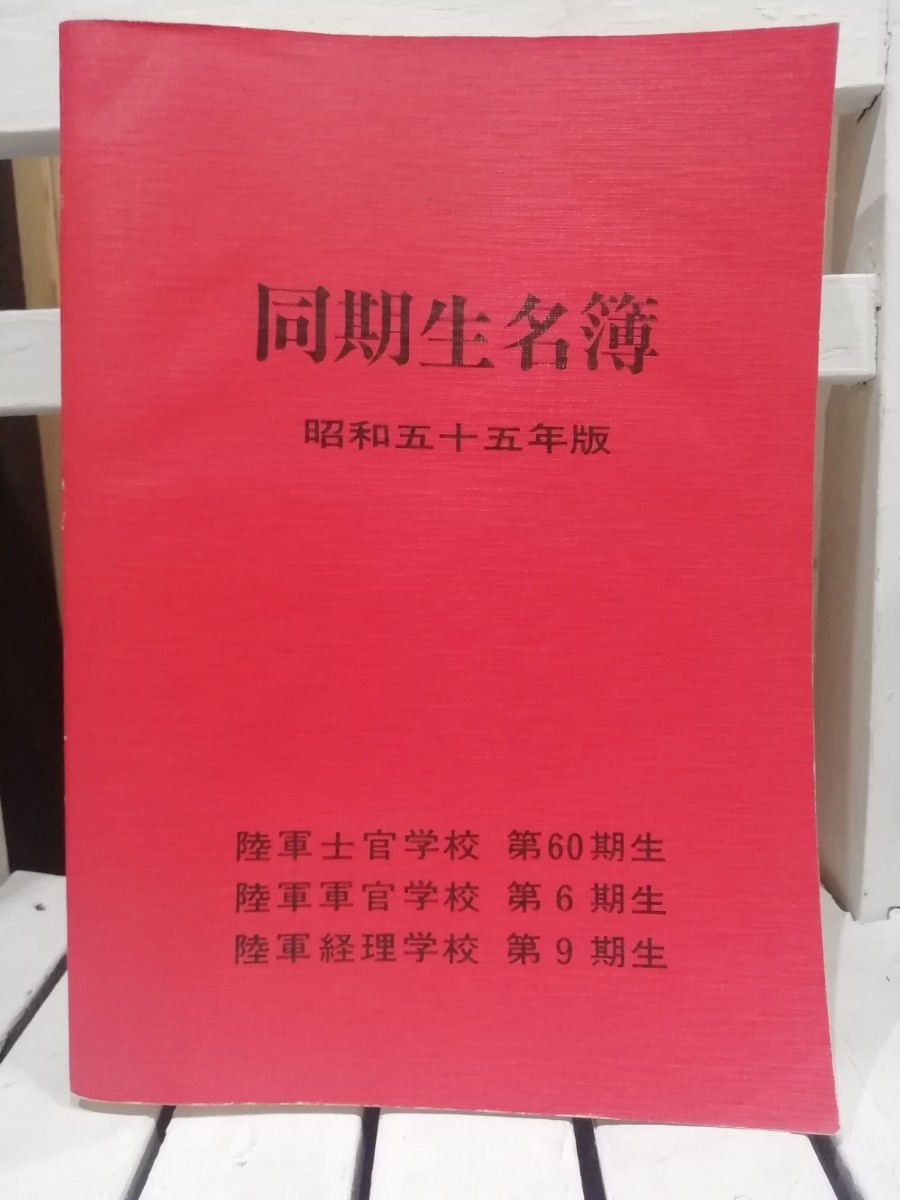 同期生名簿
昭和五十五年版
陸軍士官学校 第60期生
陸軍軍官学校 第6期生
陸軍経理学校 第9期生